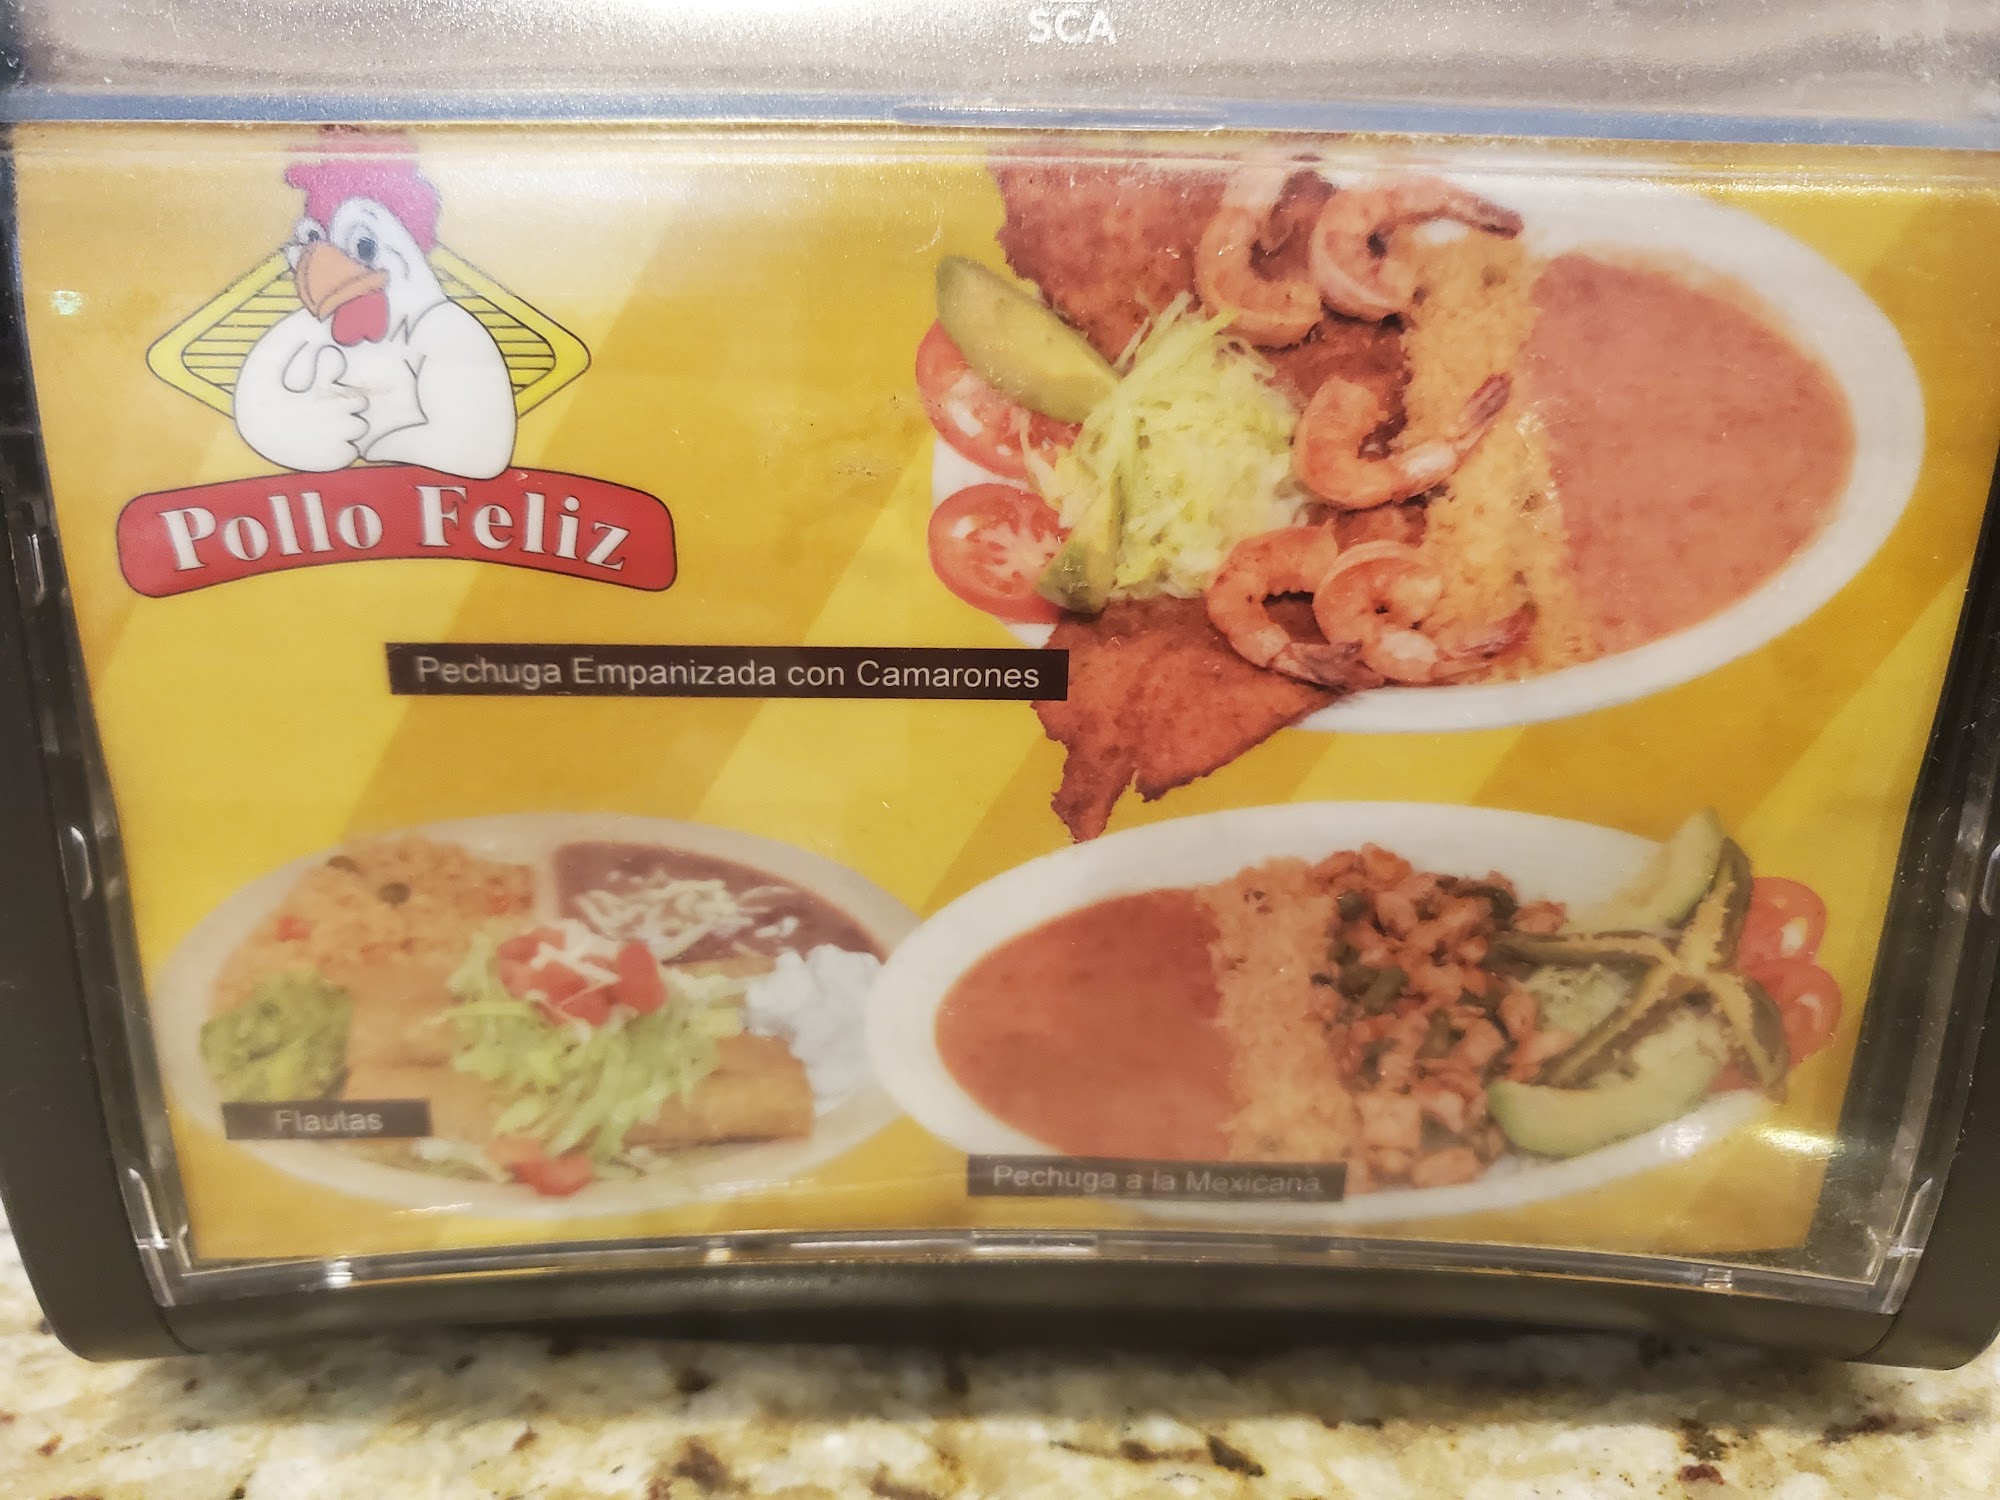 SCA
Pollo Feliz
Pechuga Empanizada con Camarones
Flautas
Pechuga a la Mexicana